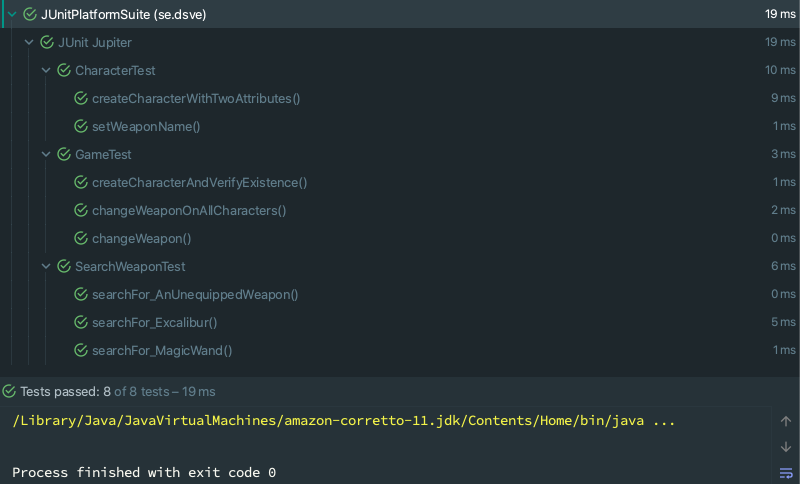 JUnitPlatformSuite (se.dsve) 19 ms
JUnit Jupiter 19 ms
CharacterTest 10 ms
createCharacterWithTwoAttributes() 9 ms
setWeaponName() 1 ms
GameTest 3 ms
createCharacterAndVerifyExistence() 1 ms
changeWeaponOnAllCharacters() 2 ms
changeWeapon() 0 ms
SearchWeaponTest 6 ms
searchFor_AnUnequippedWeapon() 0 ms
searchFor_Excalibur() 5 ms
searchFor_MagicWand() 1 ms
Tests passed: 8 of 8 tests – 19 ms
/Library/Java/JavaVirtualMachines/amazon-corretto-11.jdk/Contents/Home/bin/java ...
Process finished with exit code 0